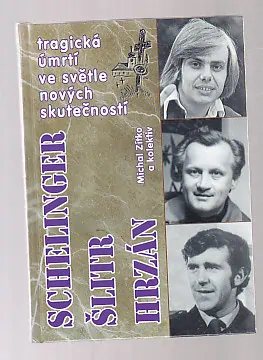 tragická
úmrtí
ve světle
nových
skutečností
Michal Zítko
a kolektiv
SCHELINGER
ŠLITR
HRZÁN